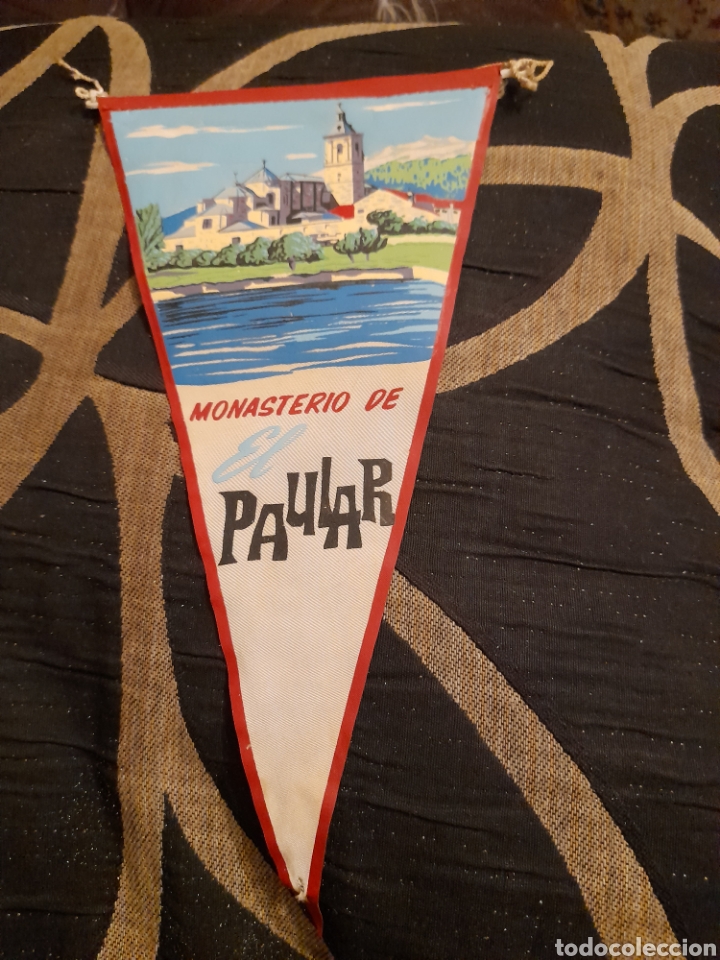 MONASTERIO DE
El
PAULAR
todocoleccion